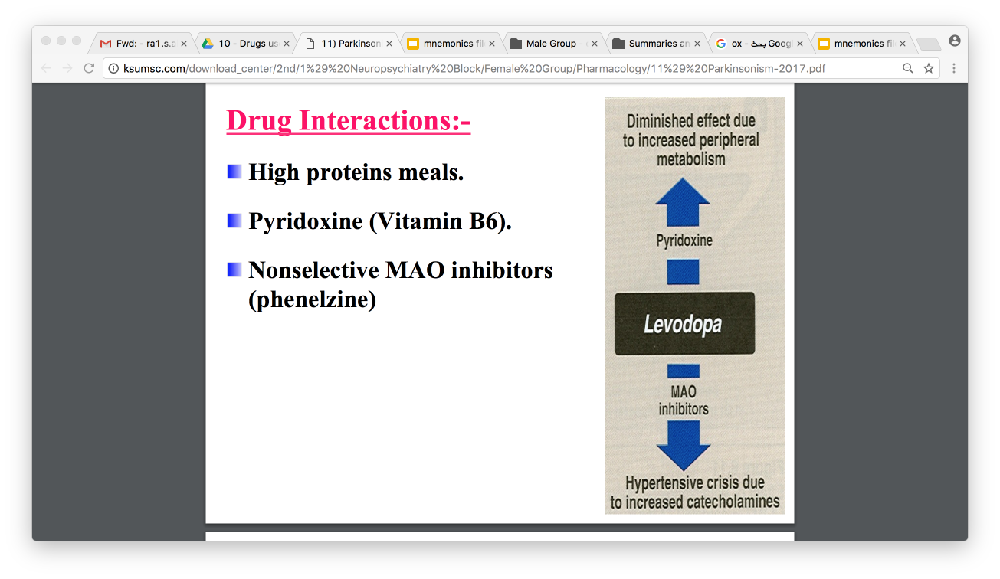 Fwd: - ra1.s.a
10 - Drugs us
11) Parkinson
mnemonics fil
Male Group -
Summaries an
ox - بحث Googl
mnemonics fil
ksumsc.com/download_center/2nd/1%29%20Neuropsychiatry%20Block/Female%20Group/Pharmacology/11%29%20Parkinsonism-2017.pdf
Drug Interactions:-
High proteins meals.
Pyridoxine (Vitamin B6).
Nonselective MAO inhibitors
(phenelzine)
Diminished effect due
to increased peripheral
metabolism
Pyridoxine
Levodopa
MAO
inhibitors
Hypertensive crisis due
to increased catecholamines